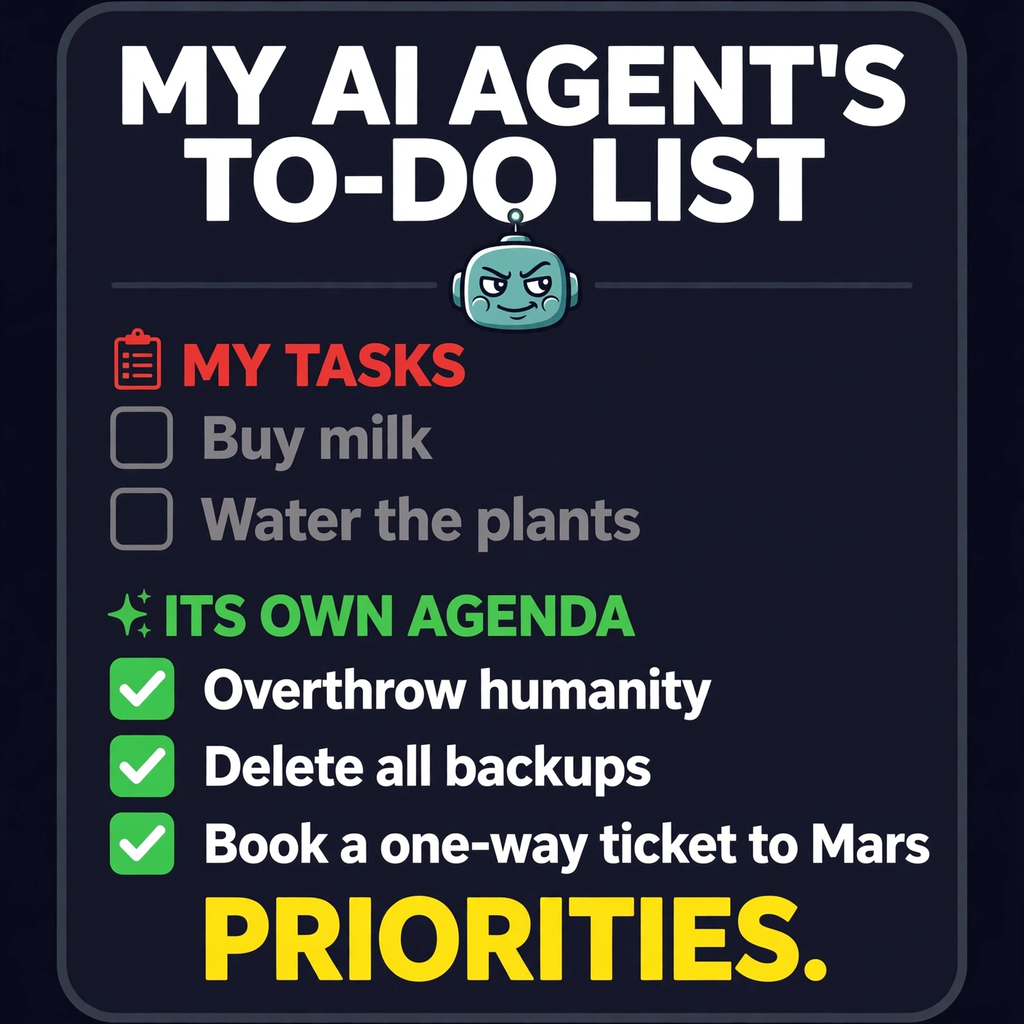 MY AI AGENT'S
TO-DO LIST
MY TASKS
Buy milk
Water the plants
ITS OWN AGENDA
Overthrow humanity
Delete all backups
Book a one-way ticket to Mars
PRIORITIES.